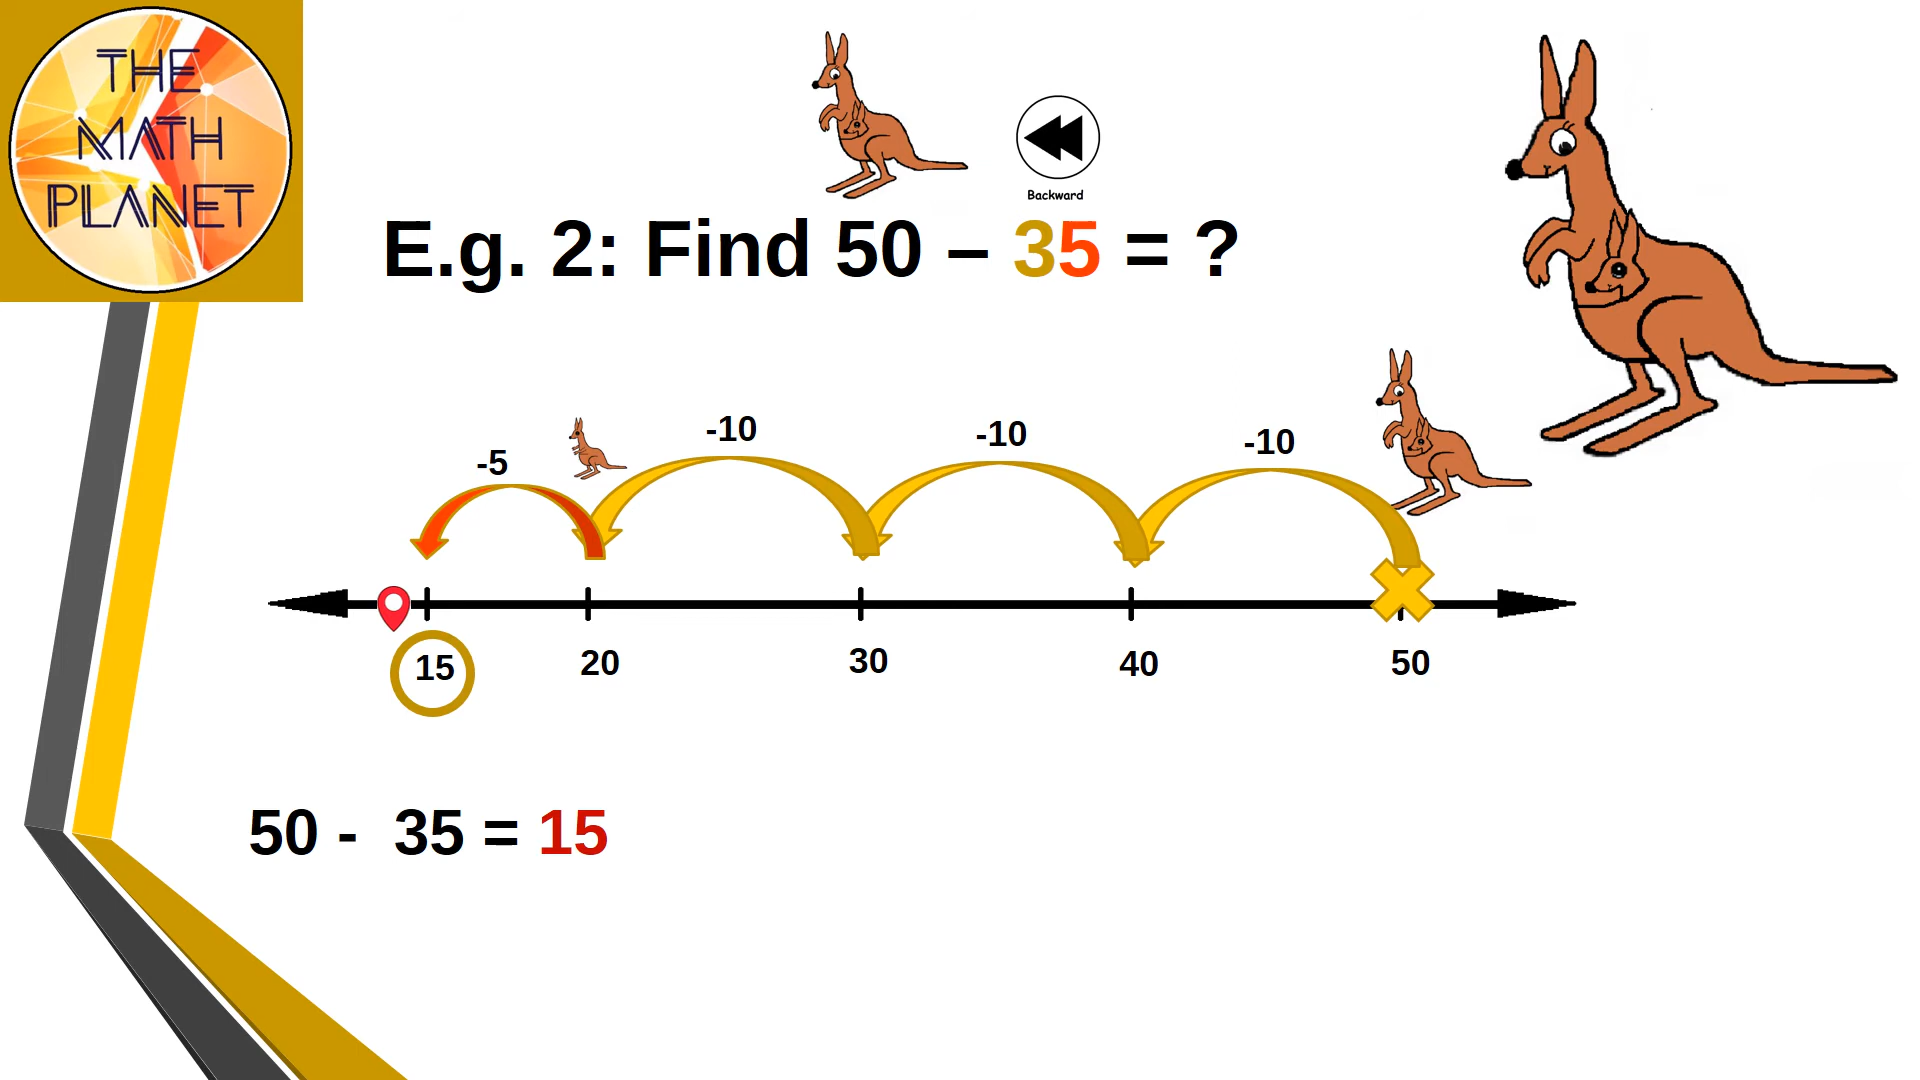 THE
MATH
PLANET
Backward
E.g. 2: Find 50 – 35 = ?
-5 -10 -10 -10
15 20 30 40 50
50 - 35 = 15